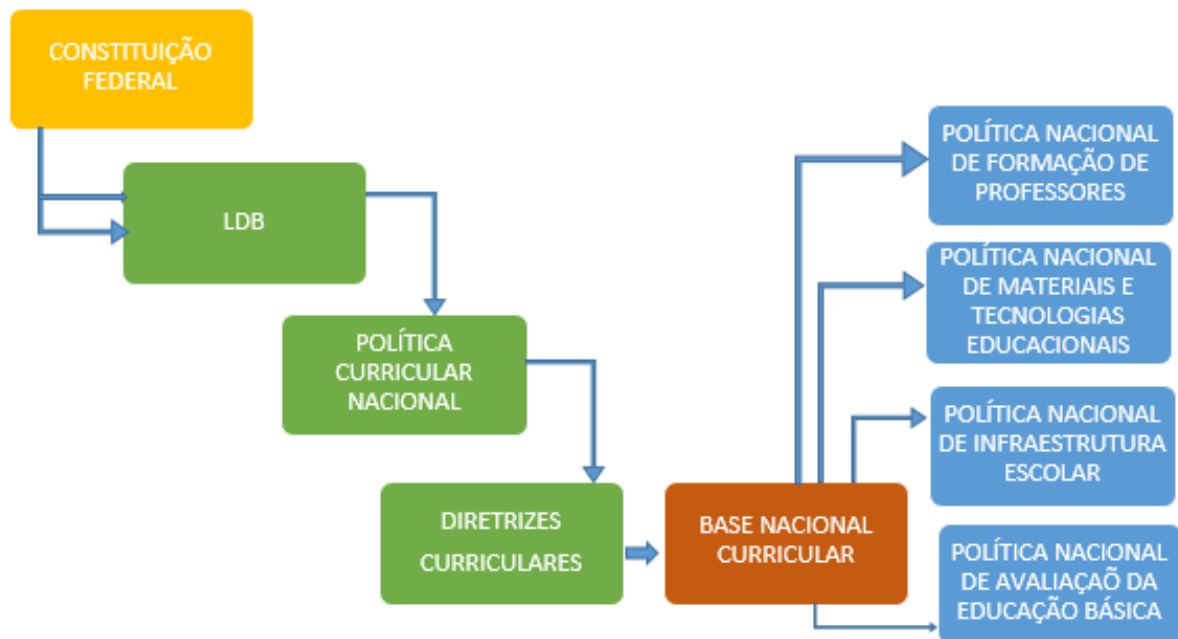 CONSTITUIÇÃO
FEDERAL
LDB
POLÍTICA
CURRICULAR
NACIONAL
DIRETRIZES
CURRICULARES
BASE NACIONAL
CURRICULAR
POLÍTICA NACIONAL
DE FORMAÇÃO DE
PROFESSORES
POLÍTICA NACIONAL
DE MATERIAIS E
TECNOLOGIAS
EDUCACIONAIS
POLÍTICA NACIONAL
DE INFRAESTRUTURA
ESCOLAR
POLÍTICA NACIONAL
DE AVALIAÇAÕ DA
EDUCAÇÃO BÁSICA